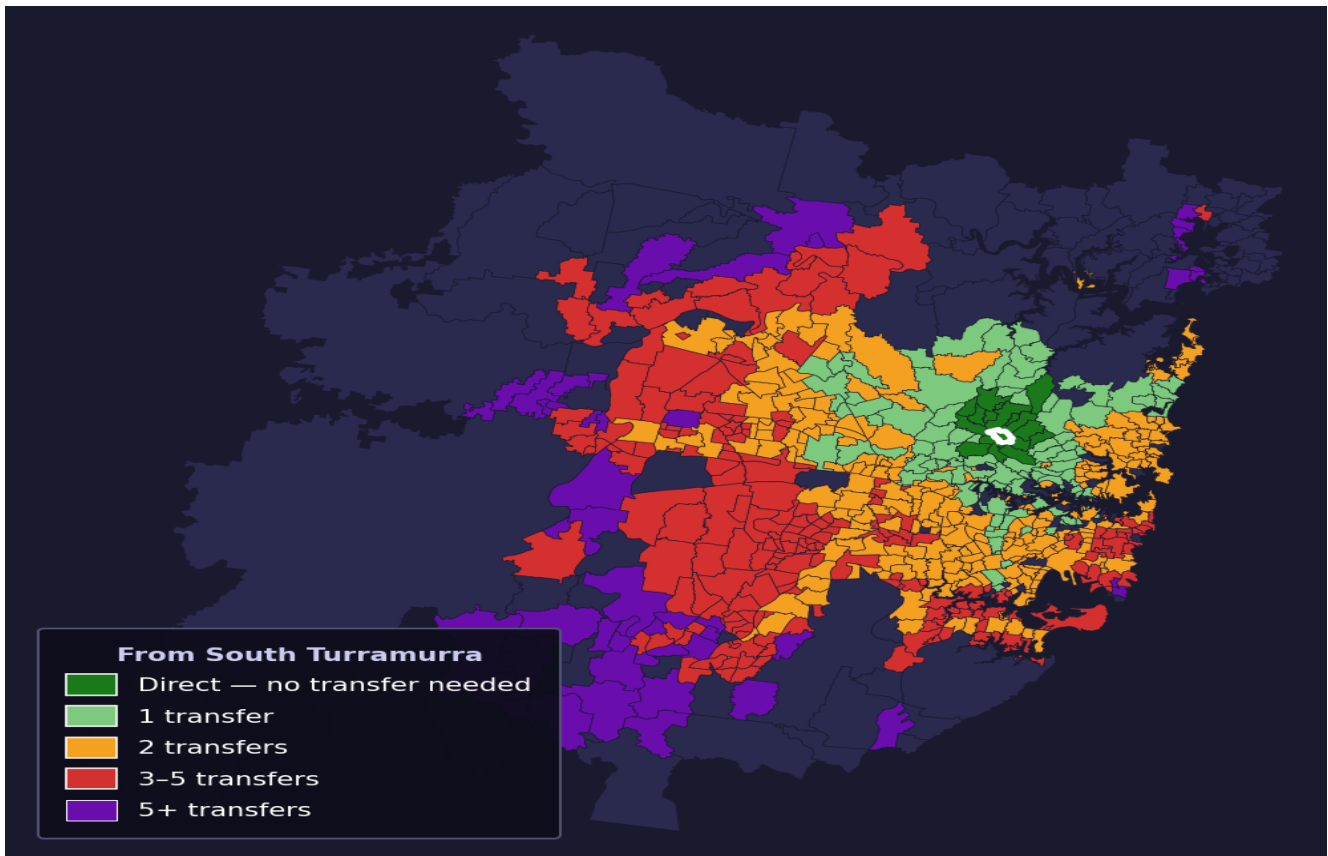 From South Turramurra
Direct — no transfer needed
1 transfer
2 transfers
3–5 transfers
5+ transfers